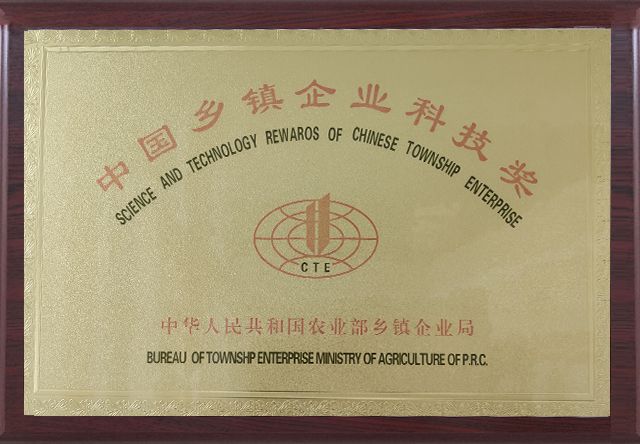 中国乡镇企业科技奖
SCIENCE AND TECHNOLOGY REWAROS OF CHINESE TOWNSHIP ENTERPRISE
CTE
中华人民共和国农业部乡镇企业局
BUREAU OF TOWNSHP ENTERPRISE MINISTRY OF AGRICULTURE OF P.R.C.